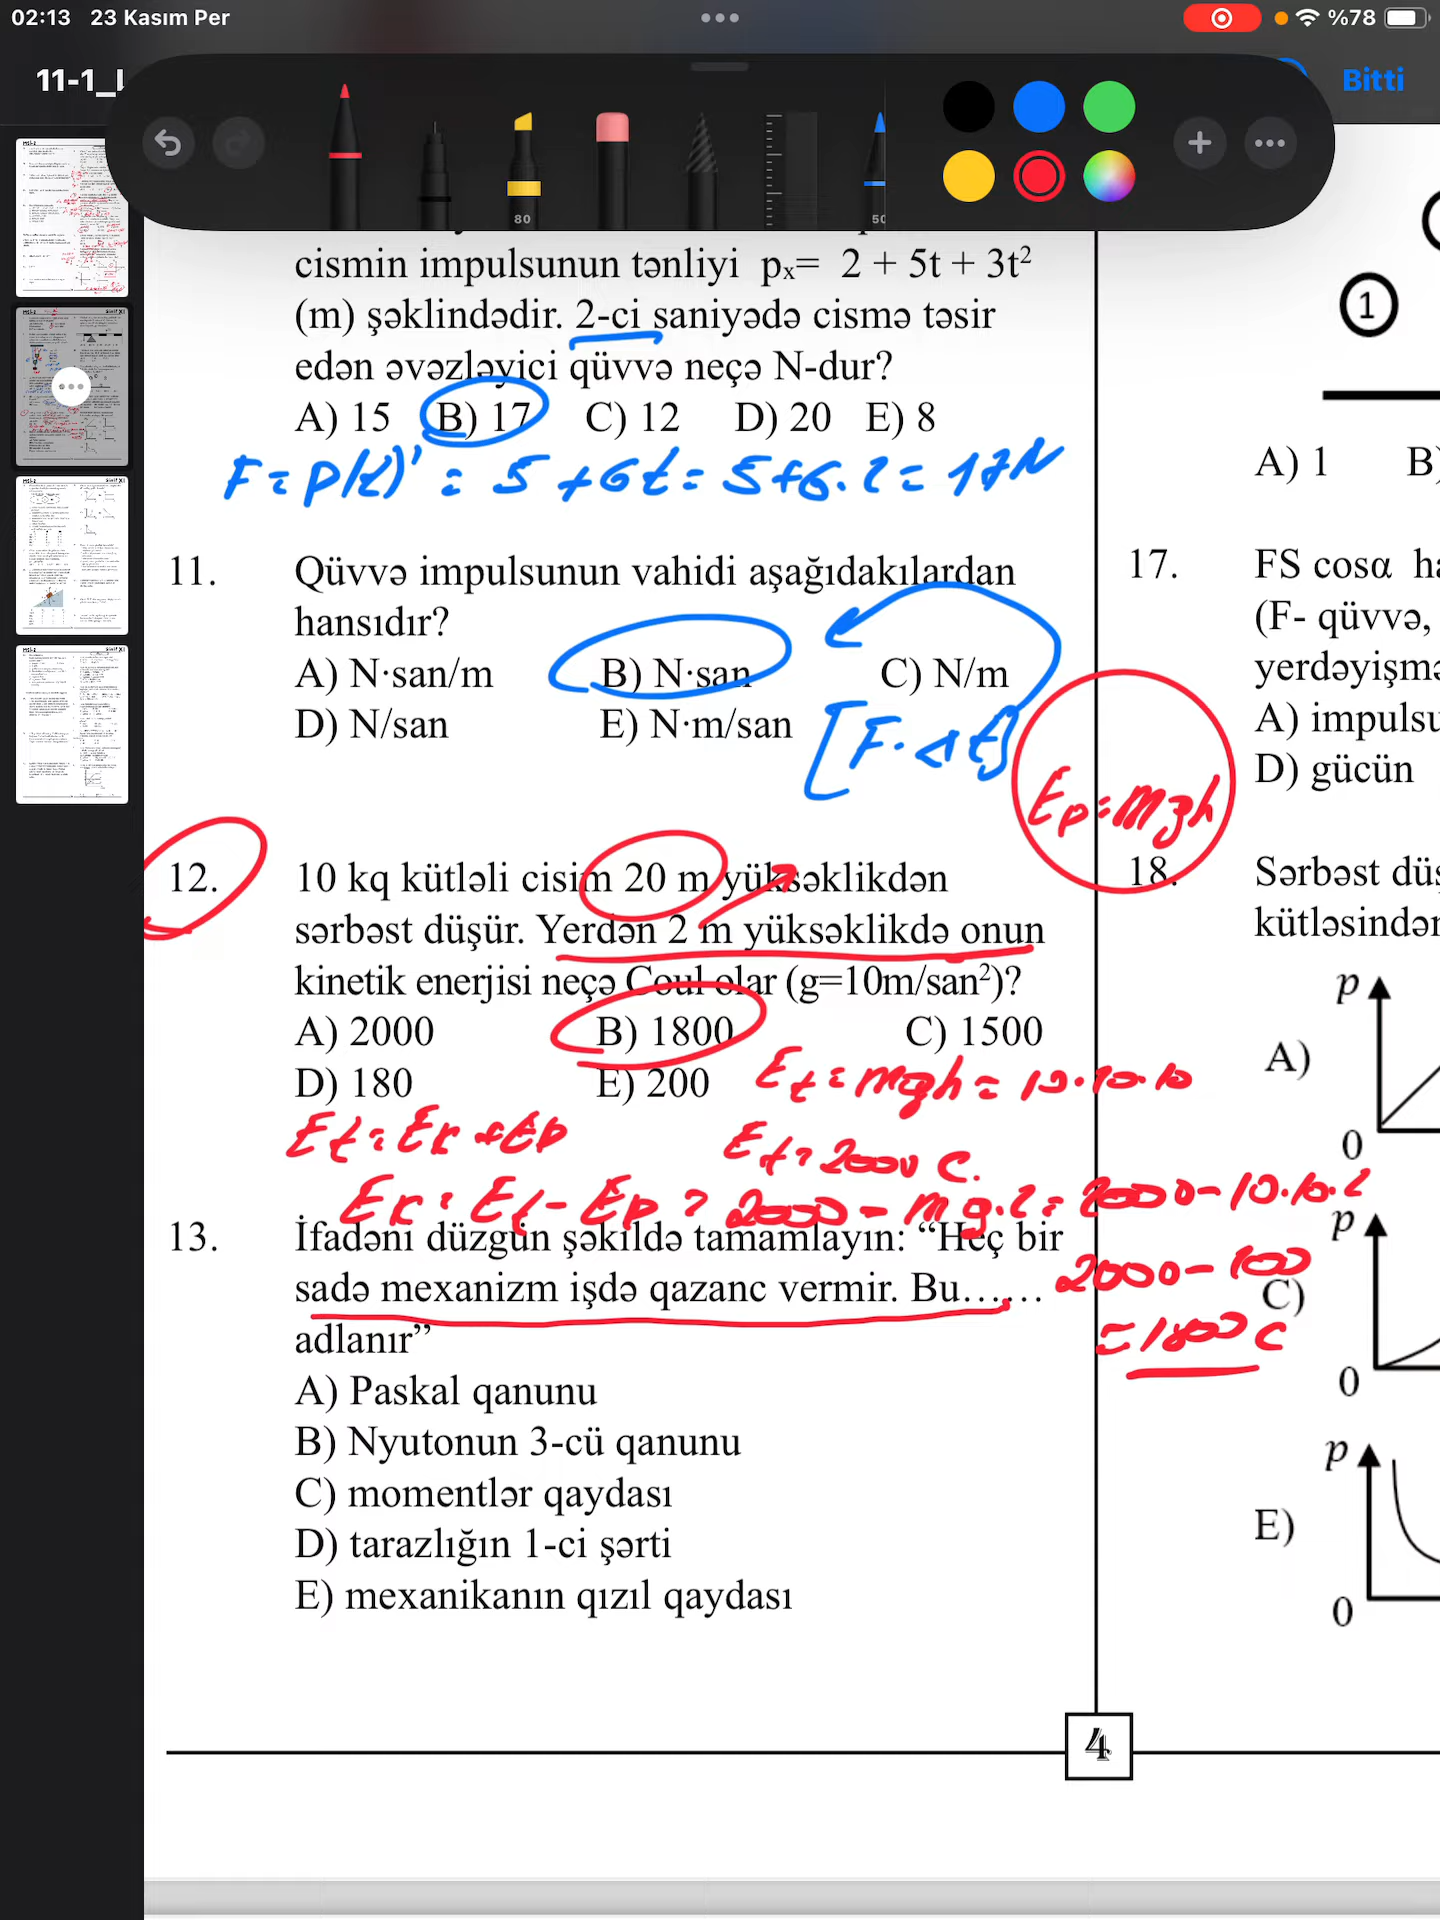 02:13 23 Kasım Per
%78
11-1_
Bitti
80
50
cismin impulsunun tənliyi pₓ= 2 + 5t + 3t²
(m) şəklindədir. 2-ci saniyədə cismə təsir
edən əvəzləyici qüvvə neçə N-dur?
A) 15 B) 17 C) 12 D) 20 E) 8
F = p(t)' = 5 + 6t = 5+6·2 = 17N
11. Qüvvə impulsunun vahidi aşağıdakılardan
hansıdır?
A) N·san/m B) N·san C) N/m
D) N/san E) N·m/san
[F·Δt]
Ep=mgh
12. 10 kq kütləli cisim 20 m yüksəklikdən
sərbəst düşür. Yerdən 2 m yüksəklikdə onun
kinetik enerjisi neçə Coul olar (g=10m/san²)?
A) 2000 B) 1800 C) 1500
D) 180 E) 200
Et = mgh = 10·10·10
Et = Ek + Ep
Et = 2000 C.
Ek = Et - Ep = 2000 - mg·2 = 2000 - 10·10·2
2000 - 100
= 1800 C
13. İfadəni düzgün şəkildə tamamlayın: “Heç bir
sadə mexanizm işdə qazanc vermir. Bu……
adlanır”
A) Paskal qanunu
B) Nyutonun 3-cü qanunu
C) momentlər qaydası
D) tarazlığın 1-ci şərti
E) mexanikanın qızıl qaydası
1
A) 1 B)
17. FS cosα
(F- qüvvə,
D) gücün
18. Sərbəst
p
A)
0
p
C)
0
p
E)
0
4